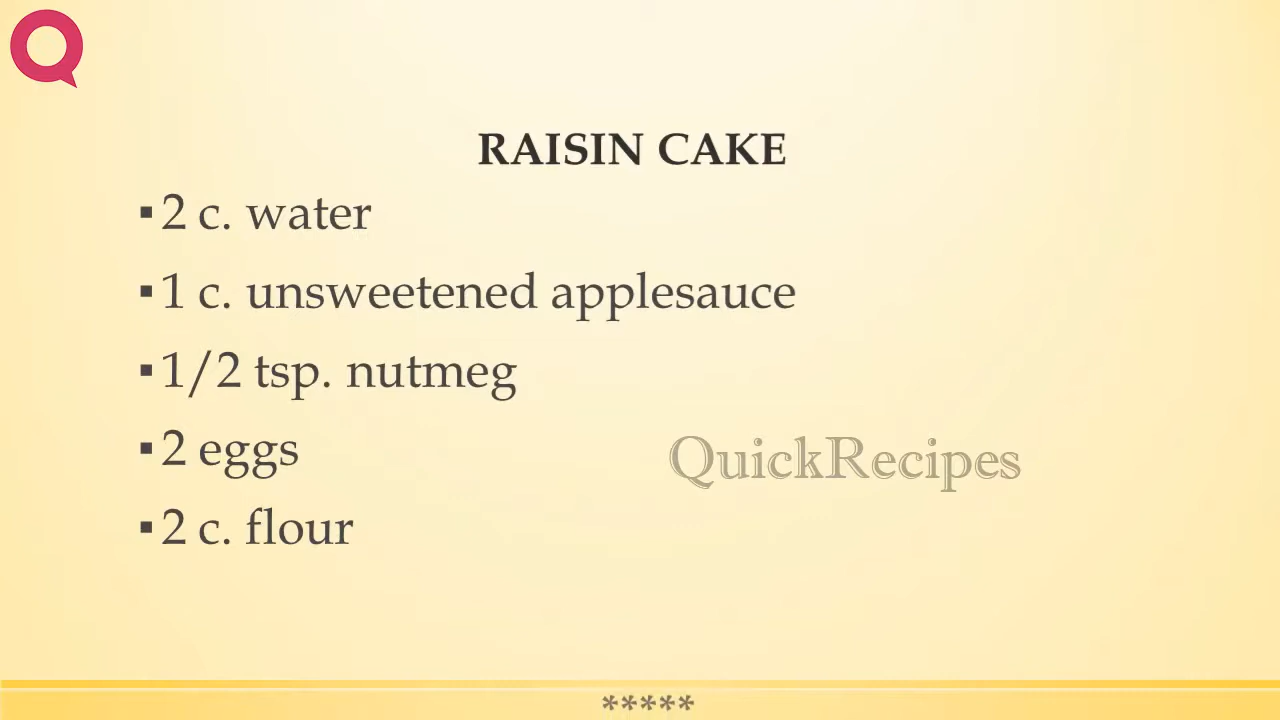 RAISIN CAKE
▪2 c. water
▪1 c. unsweetened applesauce
▪1/2 tsp. nutmeg
▪2 eggs
QuickRecipes
▪2 c. flour
*****